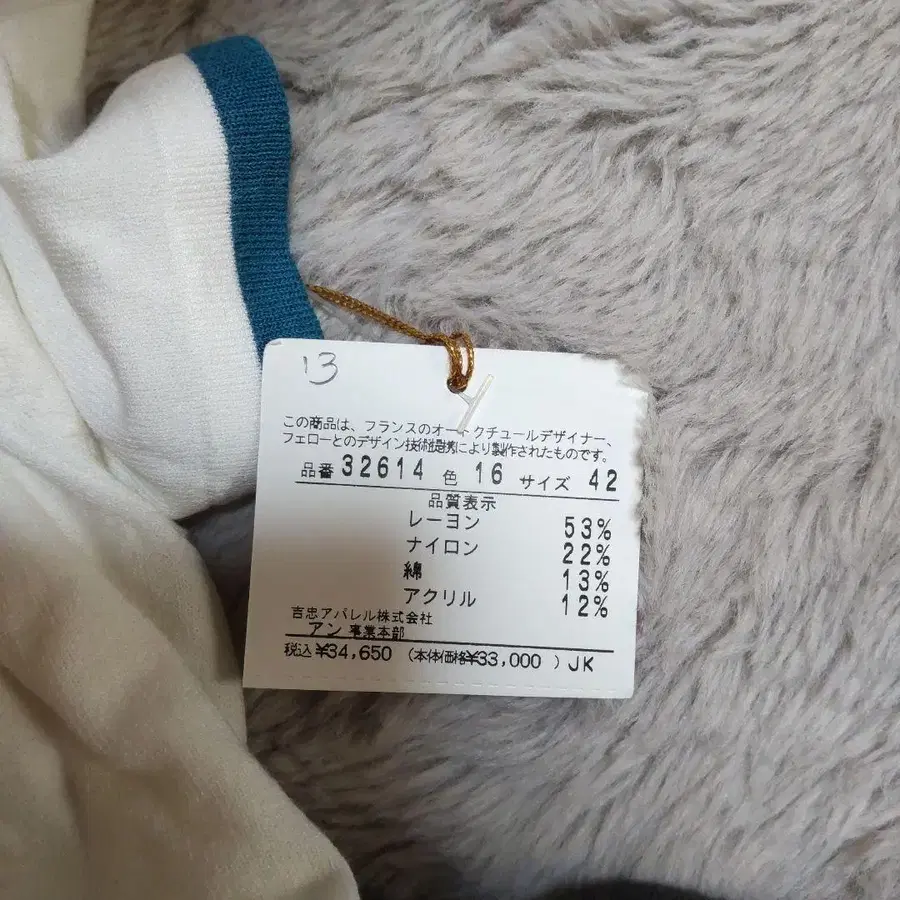 13
この商品は、フランスのオートクチュールデザイナー、
フェローとのデザイン技術提携により製作されたものです。
品番 32614 色 16 サイズ 42
品質表示
レーヨン 53%
ナイロン 22%
綿 13%
アクリル 12%
吉忠アパレル株式会社
アン 事業本部
税込 ¥34,650 (本体価格¥33,000 ) JK